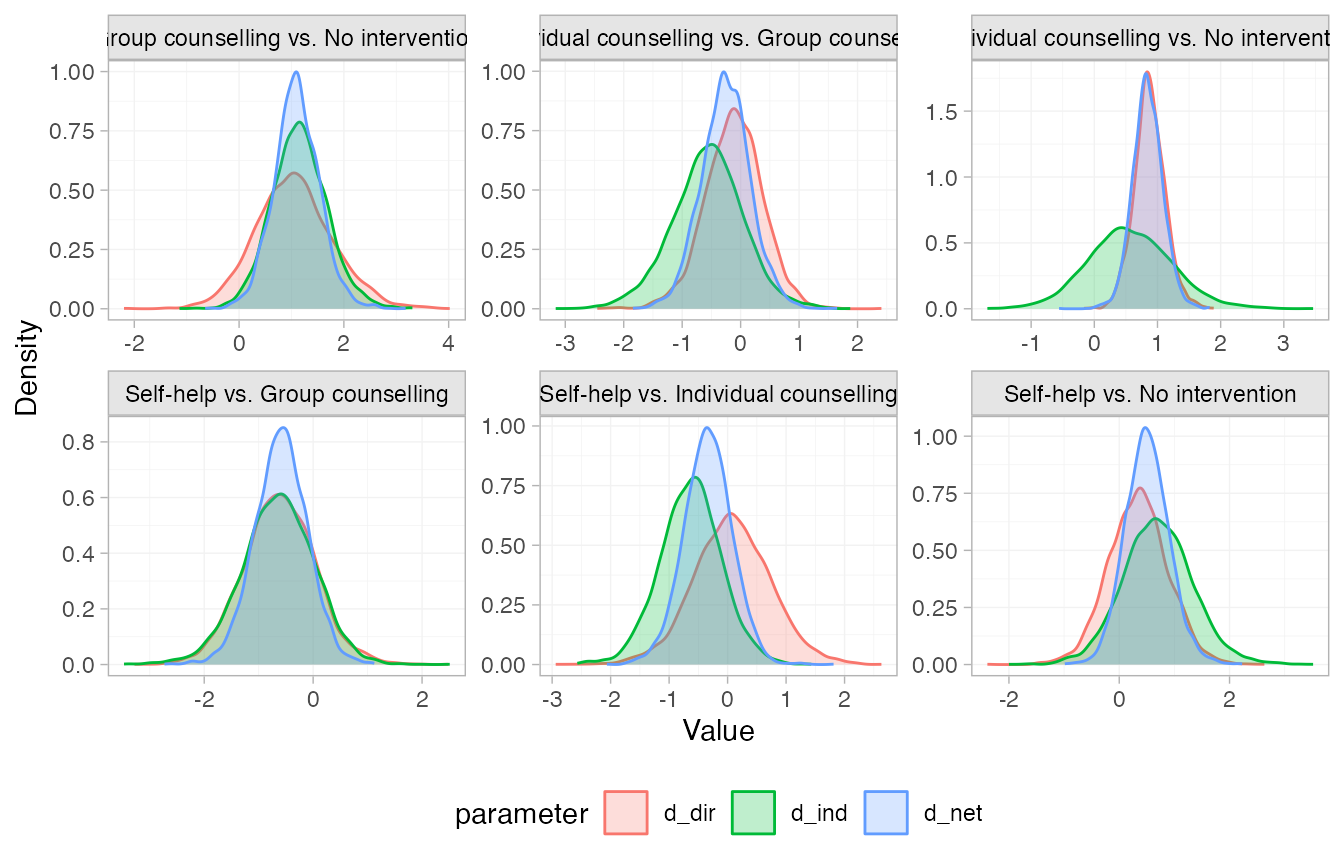 Group counselling vs. No interventio
vidual counselling vs. Group counse
ividual counselling vs. No intervent
1.00
0.75
0.50
0.25
0.00
-2 0 2 4
1.00
0.75
0.50
0.25
0.00
-3 -2 -1 0 1 2
1.5
1.0
0.5
0.0
-1 0 1 2 3
Self-help vs. Group counselling
Self-help vs. Individual counselling
Self-help vs. No intervention
0.8
0.6
0.4
0.2
0.0
-2 0 2
1.00
0.75
0.50
0.25
0.00
-3 -2 -1 0 1 2
1.00
0.75
0.50
0.25
0.00
-2 0 2
Density
Value
parameter d_dir d_ind d_net